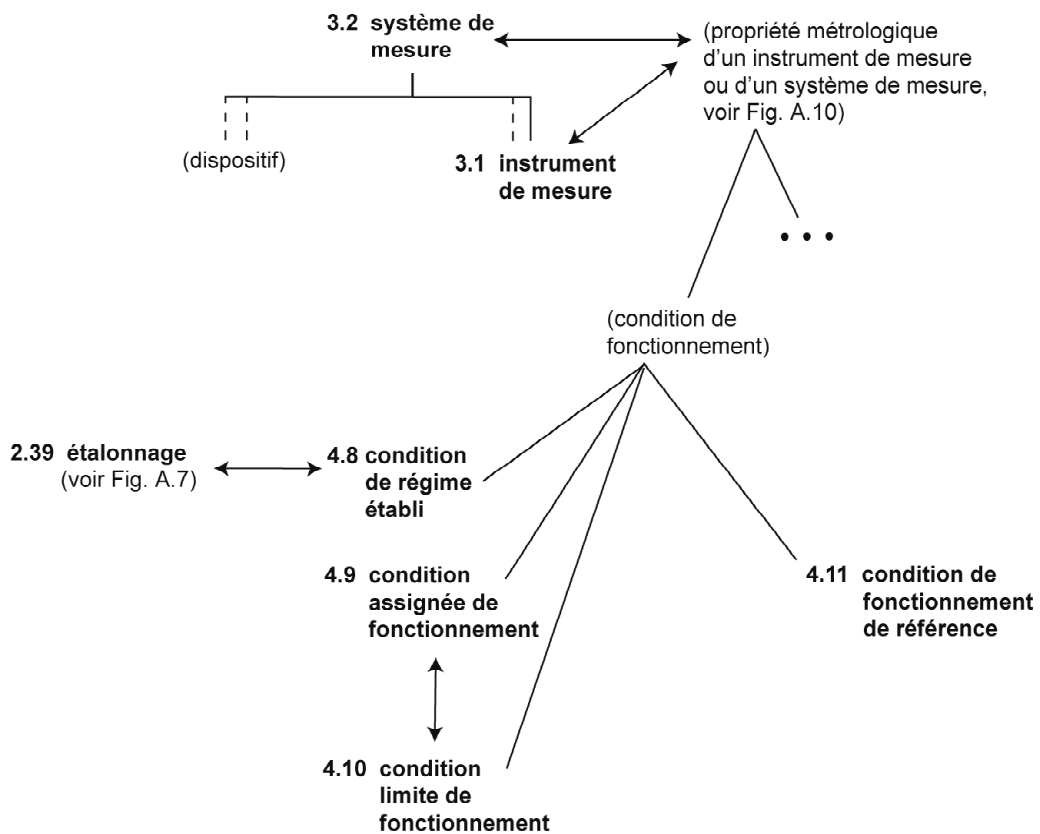 3.2 système de
mesure
(propriété métrologique
d'un instrument de mesure
ou d'un système de mesure,
voir Fig. A.10)
(dispositif)
3.1 instrument
de mesure
• • •
(condition de
fonctionnement)
2.39 étalonnage
(voir Fig. A.7)
4.8 condition
de régime
établi
4.9 condition
assignée de
fonctionnement
4.11 condition de
fonctionnement
de référence
4.10 condition
limite de
fonctionnement